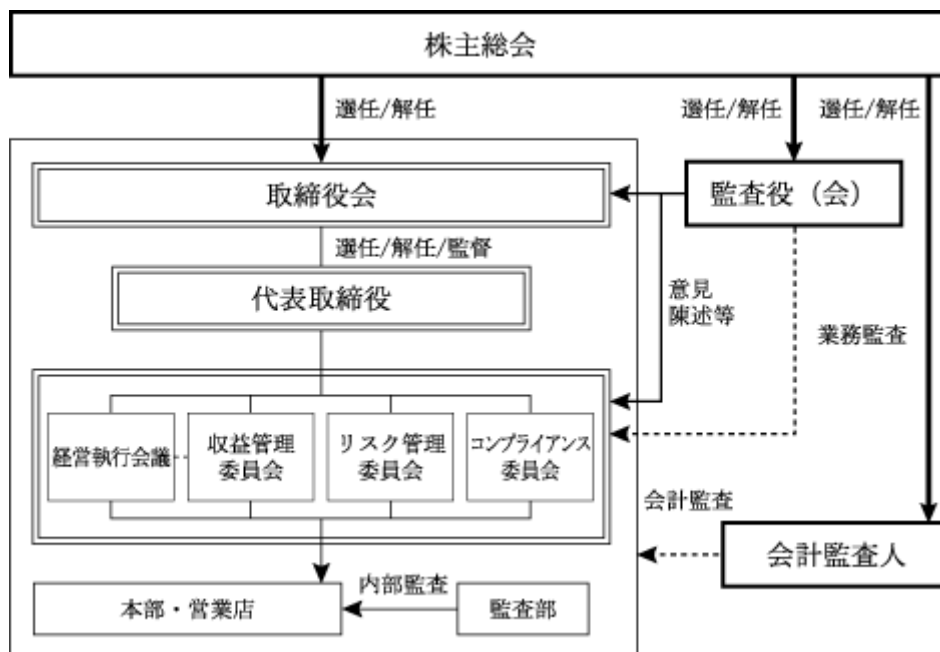 株主総会
選任/解任
選任/解任
選任/解任
取締役会
監査役（会）
選任/解任/監督
代表取締役
意見
陳述等
業務監査
経営執行会議
収益管理
委員会
リスク管理
委員会
コンプライアンス
委員会
会計監査
会計監査人
本部・営業店
内部監査
監査部